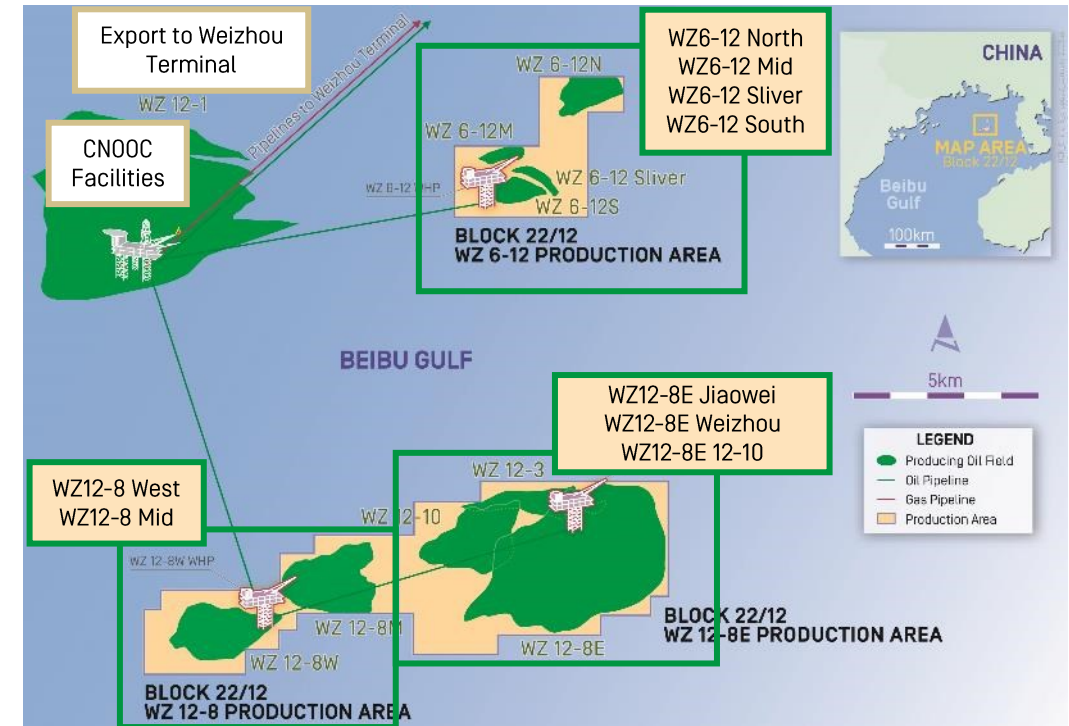 Export to Weizhou
Terminal
WZ 12-1
CNOOC
Facilities
Pipelines to Weizhou Terminal
WZ6-12 North
WZ6-12 Mid
WZ6-12 Sliver
WZ6-12 South
WZ 6-12N
WZ 6-12M
WZ 6-12 WHP
WZ 6-12 Sliver
WZ 6-12S
BLOCK 22/12
WZ 6-12 PRODUCTION AREA
CHINA
MAP AREA
Block 22/12
Beibu
Gulf
100km
BEIBU GULF
5km
LEGEND
Producing Oil Field
Oil Pipeline
Gas Pipeline
Production Area
WZ12-8E Jiaowei
WZ12-8E Weizhou
WZ12-8E 12-10
WZ12-8 West
WZ12-8 Mid
WZ 12-3
WZ 12-10
WZ 12-8W WHP
WZ 12-8M
WZ 12-8W
WZ 12-8E
BLOCK 22/12
WZ 12-8E PRODUCTION AREA
BLOCK 22/12
WZ 12-8 PRODUCTION AREA